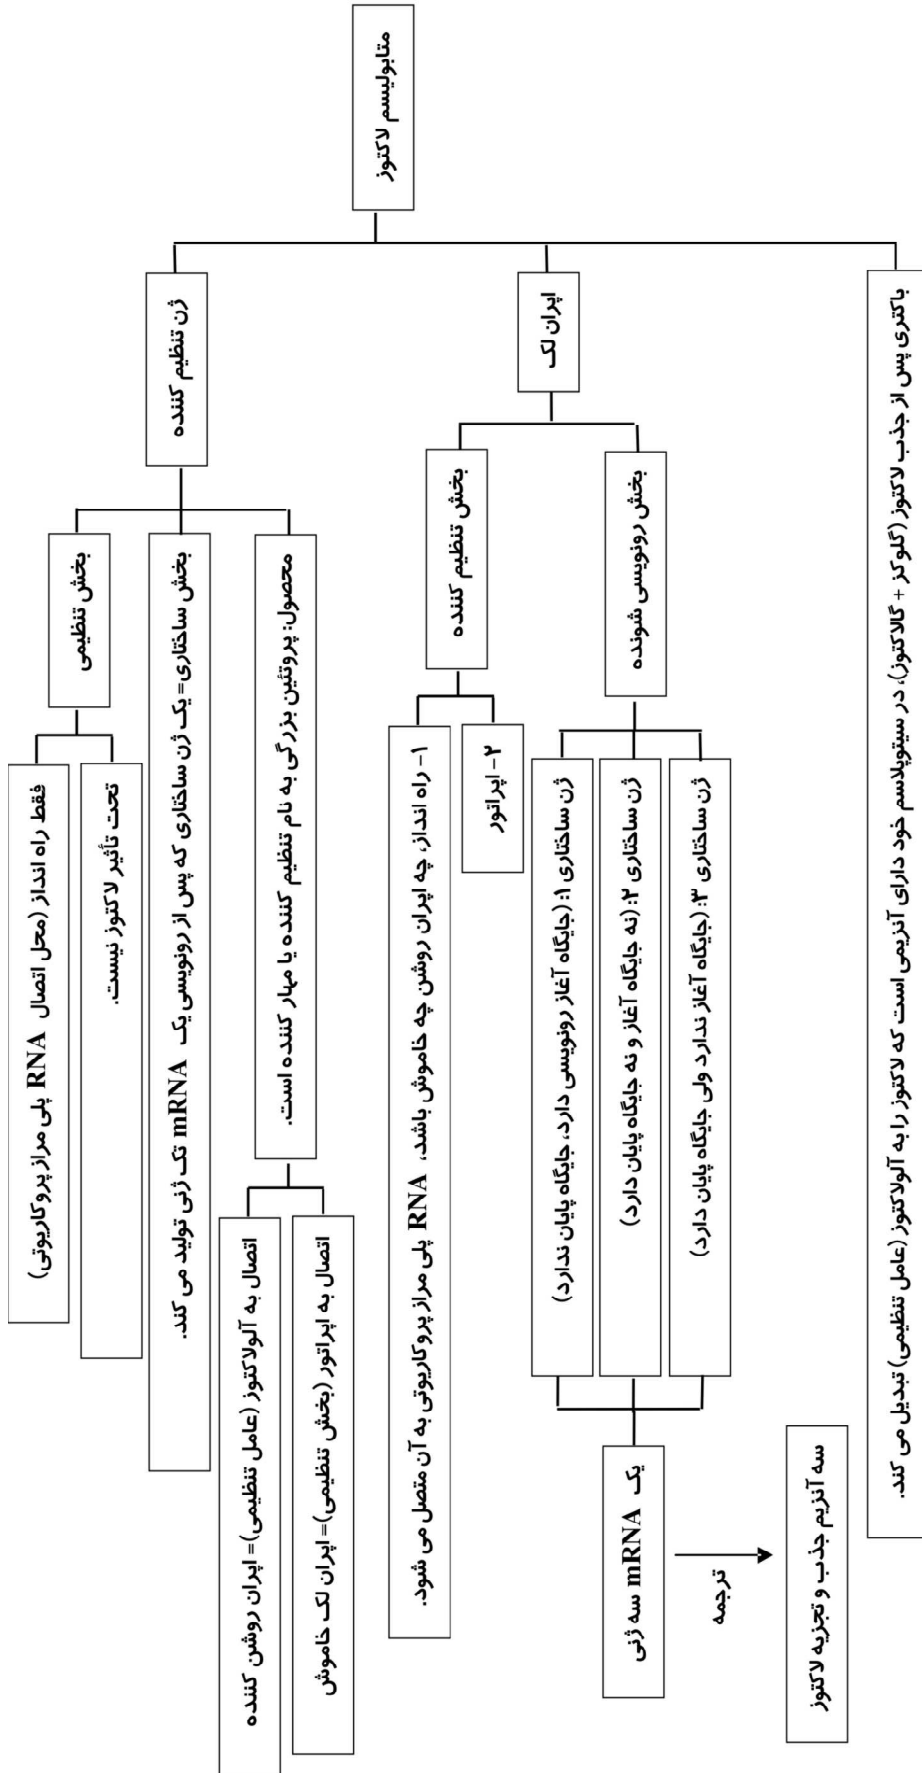 متابولیسم لاکتوز
باکتری پس از جذب لاکتوز (گلوکز + گالاکتوز)، در سیتوپلاسم خود دارای آنزیمی است که لاکتوز را به آلولاکتوز (عامل تنظیمی) تبدیل می کند.
اپران لک
بخش رونویسی شونده
ژن ساختاری ۳: (جایگاه آغاز ندارد ولی جایگاه پایان دارد)
ژن ساختاری ۲: (نه جایگاه آغاز و نه جایگاه پایان دارد)
ژن ساختاری ۱: (جایگاه آغاز رونویسی دارد، جایگاه پایان ندارد)
یک mRNA سه ژنی
ترجمه
سه آنزیم جذب و تجزیه لاکتوز
بخش تنظیم کننده
۲- اپراتور
۱- راه انداز، چه اپران روشن چه خاموش باشد، RNA پلی مراز پروکاریوتی به آن متصل می شود.
ژن تنظیم کننده
محصول: پروتئین بزرگی به نام تنظیم کننده یا مهار کننده است.
اتصال به اپراتور (بخش تنظیمی)= اپران لک خاموش
اتصال به آلولاکتوز (عامل تنظیمی)= اپران روشن کننده
بخش ساختاری= یک ژن ساختاری که پس از رونویسی یک mRNA تک ژنی تولید می کند.
بخش تنظیمی
تحت تأثیر لاکتوز نیست.
فقط راه انداز (محل اتصال RNA پلی مراز پروکاریوتی)